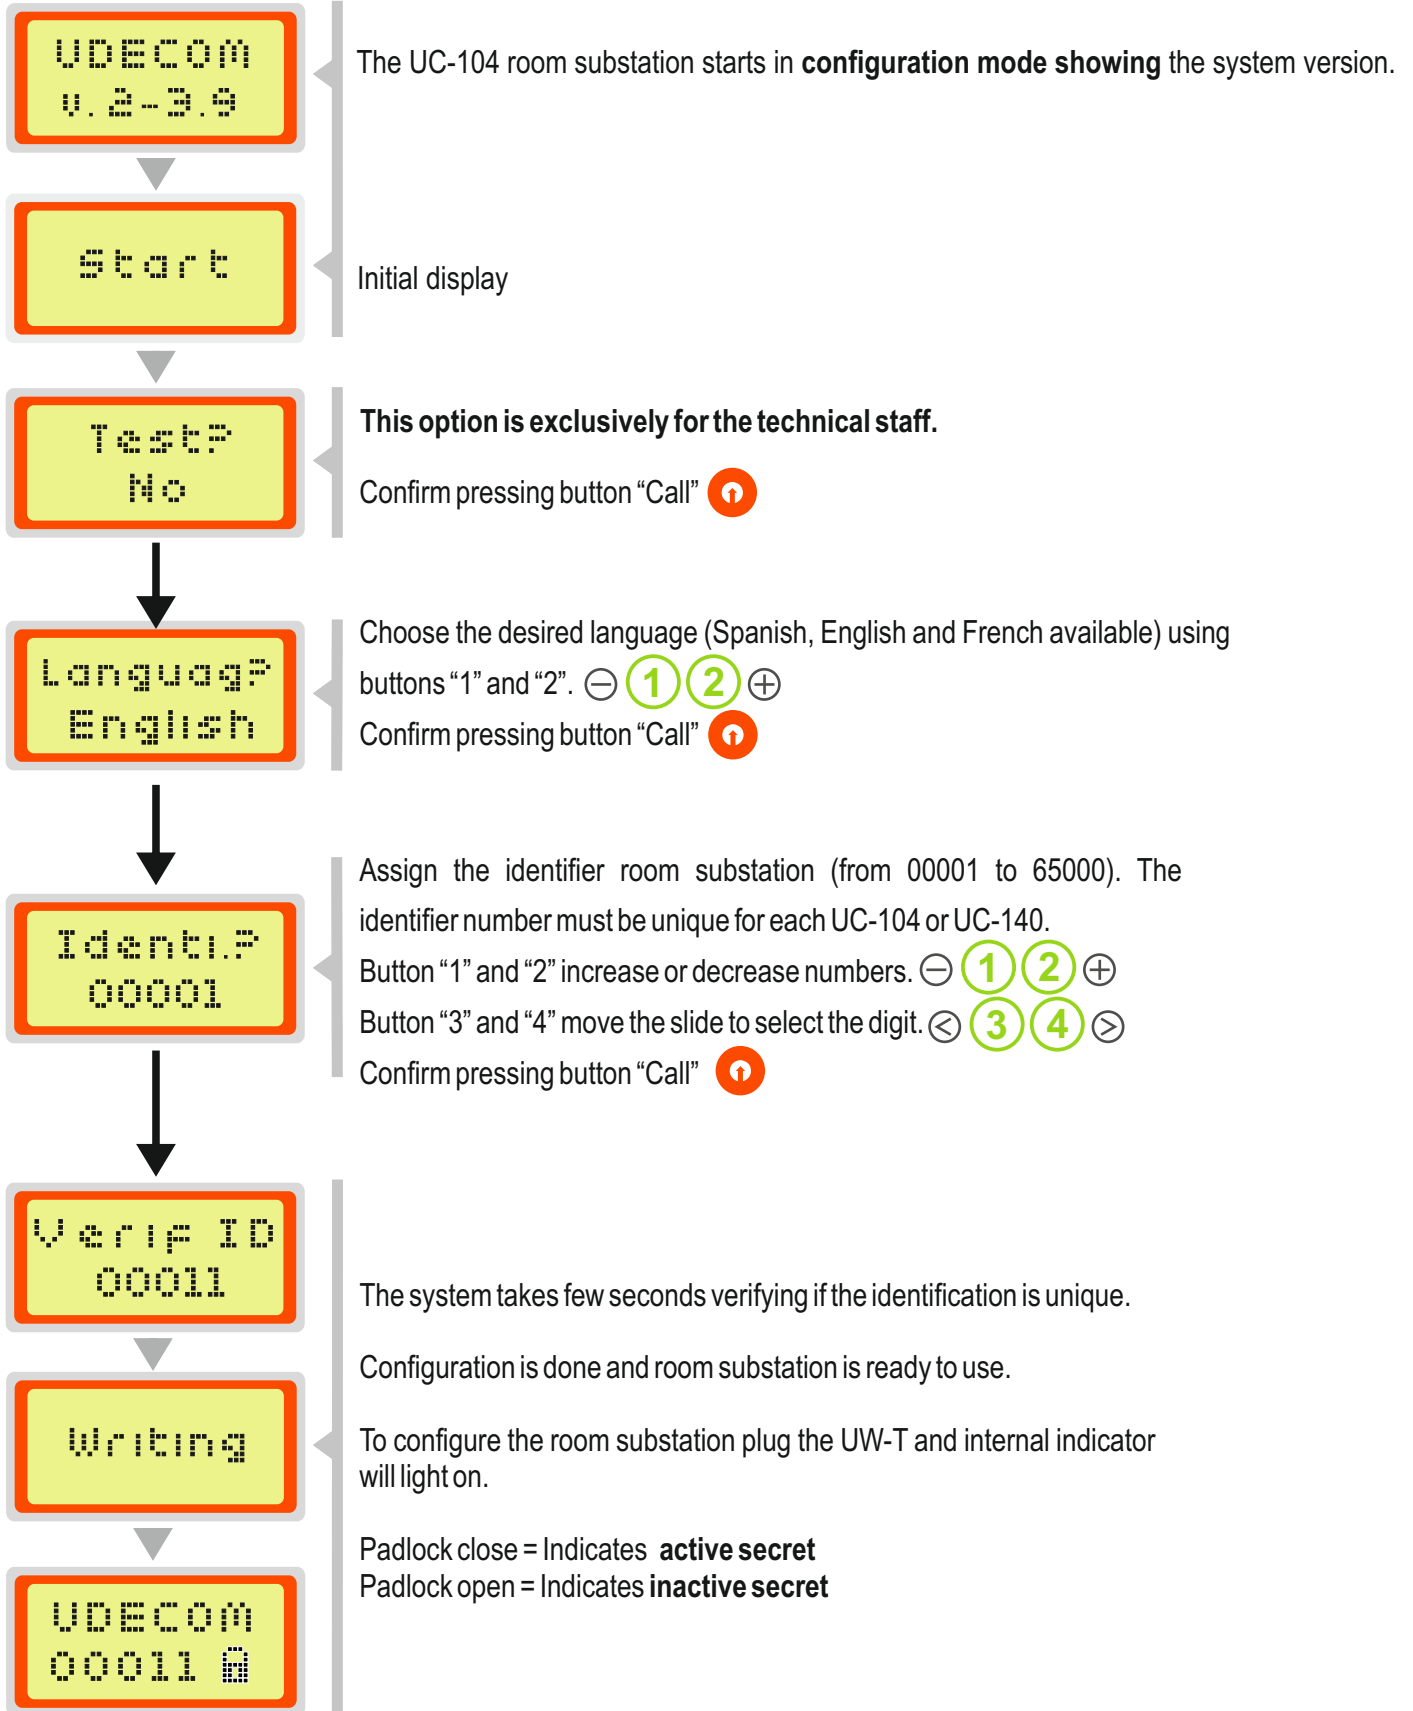 UDECOM
v.2-3.9
The UC-104 room substation starts in configuration mode showing the system version.
Start
Initial display
Test?
No
This option is exclusively for the technical staff.
Confirm pressing button “Call”
Languag?
English
Choose the desired language (Spanish, English and French available) using
buttons “1” and “2”. - 1 2 +
Confirm pressing button “Call”
Identi.?
00001
Assign the identifier room substation (from 00001 to 65000). The
identifier number must be unique for each UC-104 or UC-140.
Button “1” and “2” increase or decrease numbers. - 1 2 +
Button “3” and “4” move the slide to select the digit. < 3 4 >
Confirm pressing button “Call”
Verif ID
00011
The system takes few seconds verifying if the identification is unique.
Configuration is done and room substation is ready to use.
Writing
To configure the room substation plug the UW-T and internal indicator
will light on.
Padlock close = Indicates active secret
Padlock open = Indicates inactive secret
UDECOM
00011